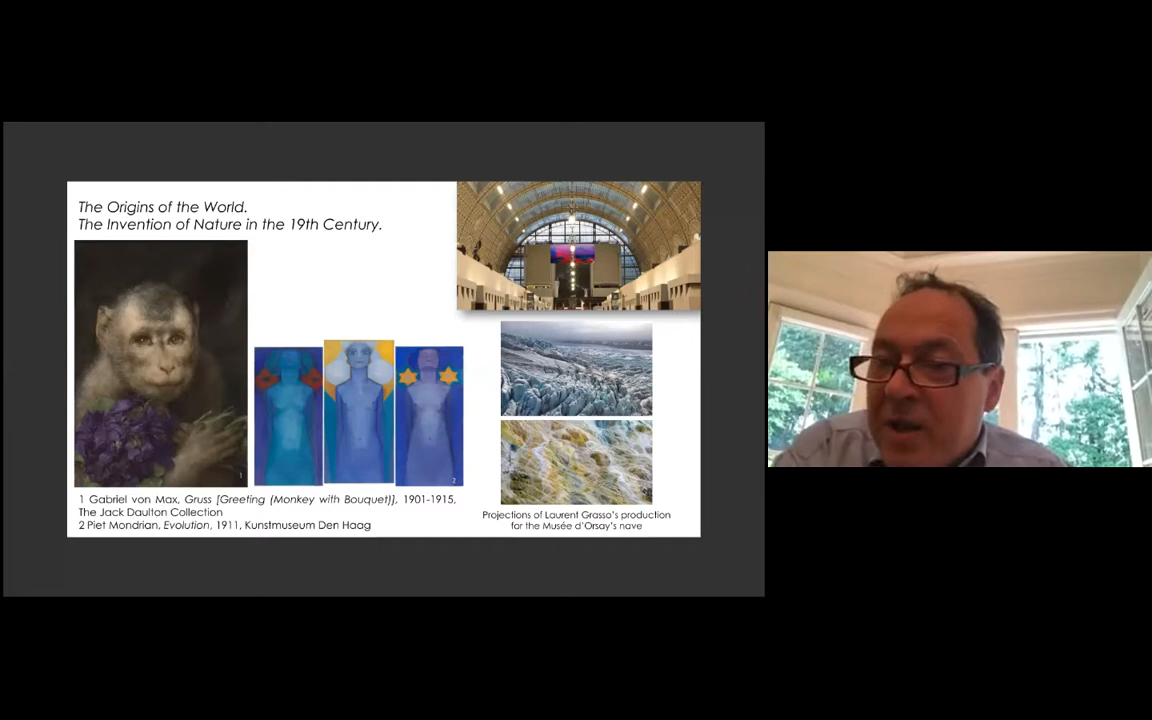 The Origins of the World.
The Invention of Nature in the 19th Century.
1
2
1 Gabriel von Max, Gruss [Greeting (Monkey with Bouquet)], 1901-1915,
The Jack Daulton Collection
2 Piet Mondrian, Evolution, 1911, Kunstmuseum Den Haag
Projections of Laurent Grasso's production
for the Musée d'Orsay's nave